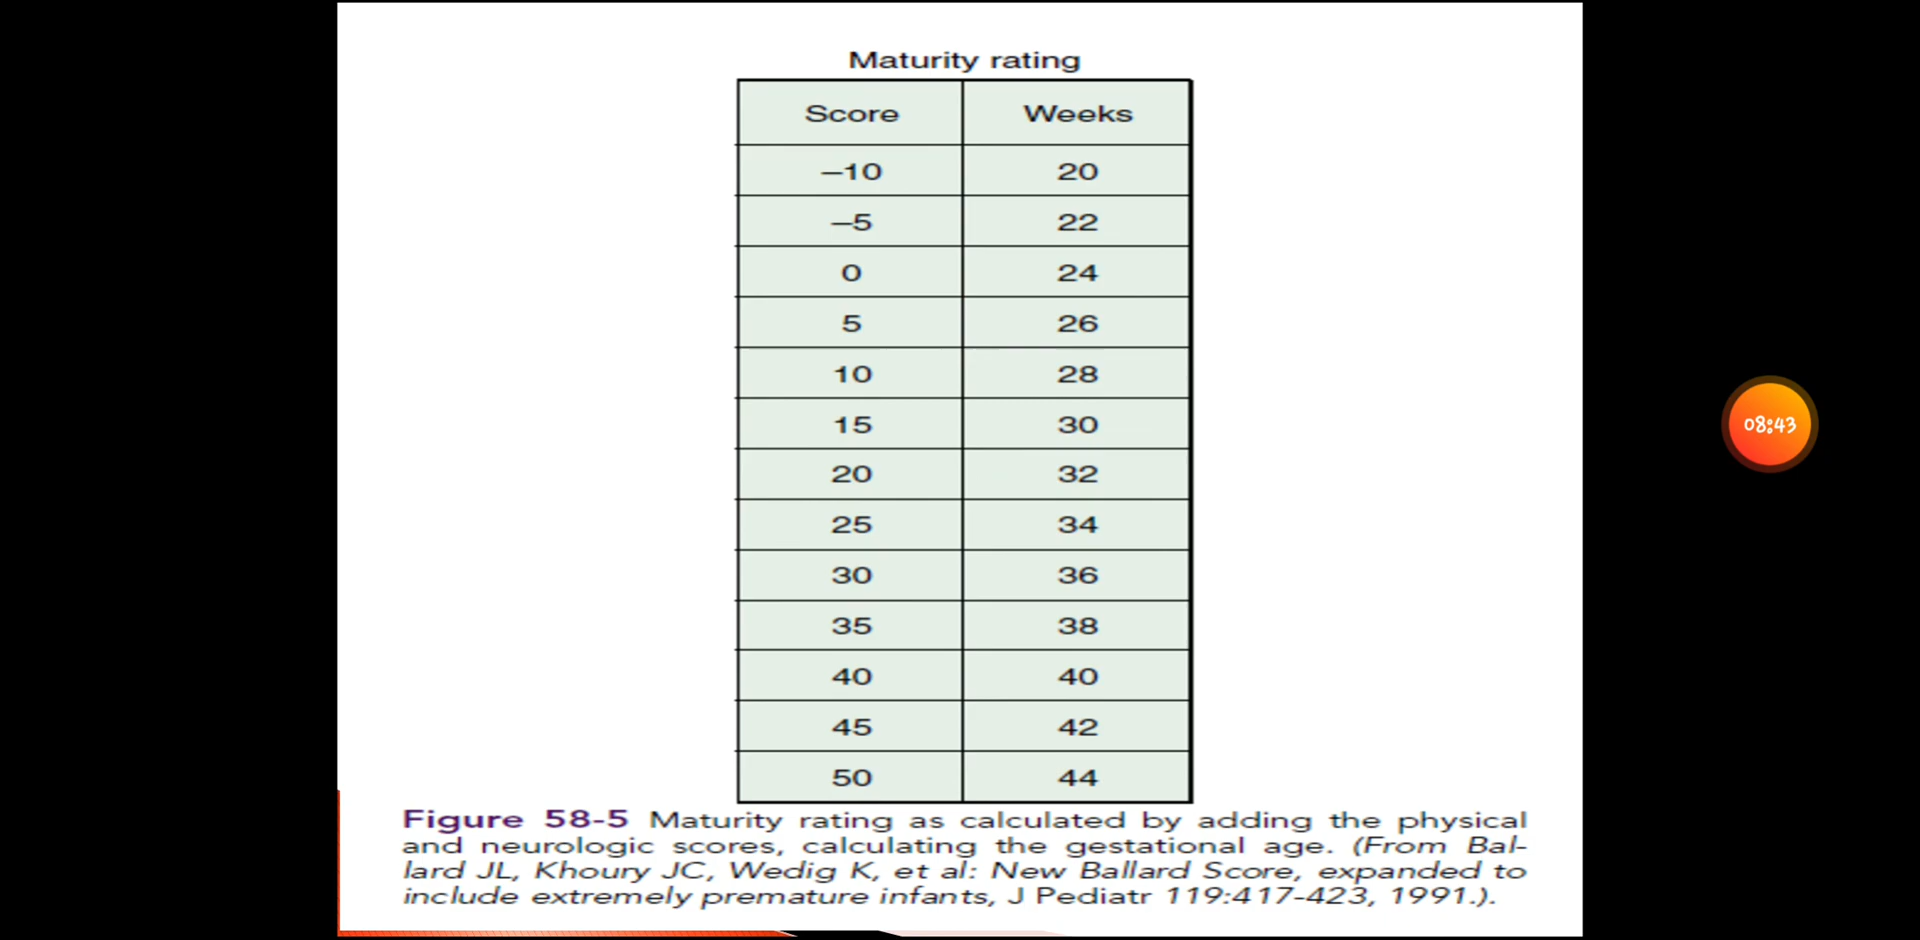 Maturity rating
Score Weeks
–10 20
–5 22
0 24
5 26
10 28
15 30
20 32
25 34
30 36
35 38
40 40
45 42
50 44
Figure 58-5 Maturity rating as calculated by adding the physical
and neurologic scores, calculating the gestational age. (From Bal-
lard JL, Khoury JC, Wedig K, et al: New Ballard Score, expanded to
include extremely premature infants, J Pediatr 119:417-423, 1991.).
08:43